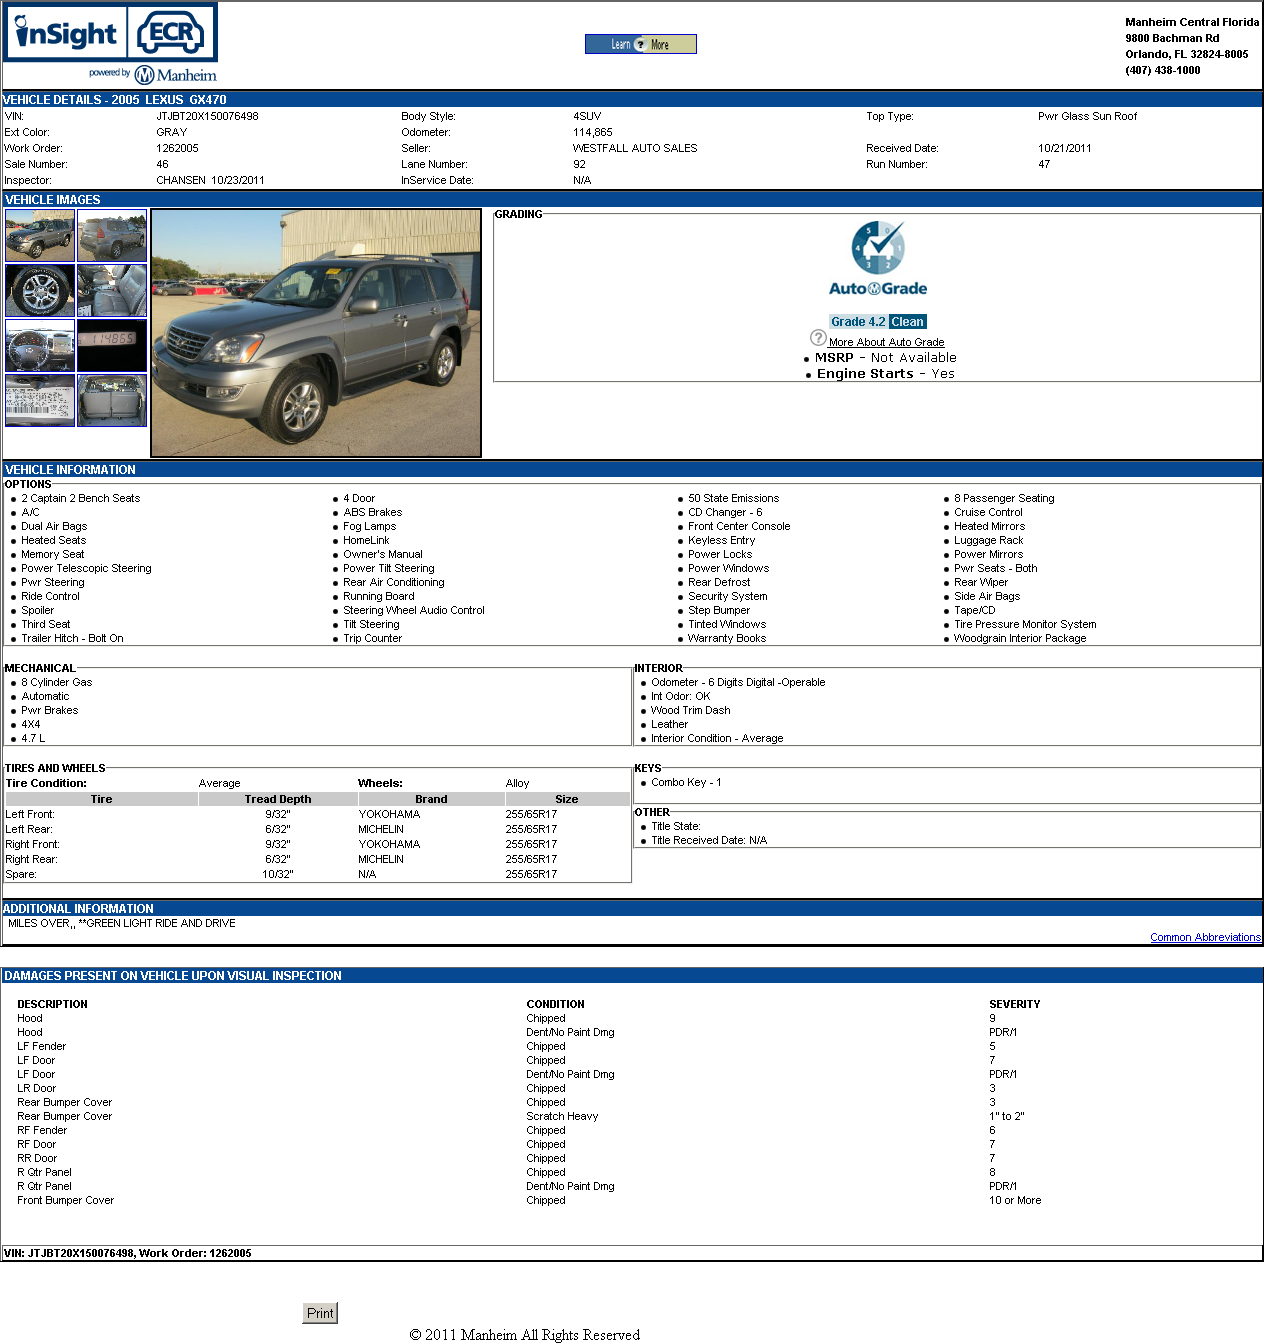 inSight ECR
powered by Manheim
Learn ? More
Manheim Central Florida
9800 Bachman Rd
Orlando, FL 32824-8005
(407) 438-1000
VEHICLE DETAILS - 2005 LEXUS GX470
VIN: JTJBT20X150076498 Body Style: 4SUV Top Type: Pwr Glass Sun Roof
Ext Color: GRAY Odometer: 114,865
Work Order: 1262005 Seller: WESTFALL AUTO SALES Received Date: 10/21/2011
Sale Number: 46 Lane Number: 92 Run Number: 47
Inspector: CHANSEN 10/23/2011 InService Date: N/A
VEHICLE IMAGES
114865
GRADING
5 4 3 2 1 0
AutoGrade
Grade 4.2 Clean
? More About Auto Grade
MSRP - Not Available
Engine Starts - Yes
VEHICLE INFORMATION
OPTIONS
2 Captain 2 Bench Seats 4 Door 50 State Emissions 8 Passenger Seating
A/C ABS Brakes CD Changer - 6 Cruise Control
Dual Air Bags Fog Lamps Front Center Console Heated Mirrors
Heated Seats HomeLink Keyless Entry Luggage Rack
Memory Seat Owner's Manual Power Locks Power Mirrors
Power Telescopic Steering Power Tilt Steering Power Windows Pwr Seats - Both
Pwr Steering Rear Air Conditioning Rear Defrost Rear Wiper
Ride Control Running Board Security System Side Air Bags
Spoiler Steering Wheel Audio Control Step Bumper Tape/CD
Third Seat Tilt Steering Tinted Windows Tire Pressure Monitor System
Trailer Hitch - Bolt On Trip Counter Warranty Books Woodgrain Interior Package
MECHANICAL
8 Cylinder Gas
Automatic
Pwr Brakes
4X4
4.7 L
INTERIOR
Odometer - 6 Digits Digital -Operable
Int Odor: OK
Wood Trim Dash
Leather
Interior Condition - Average
TIRES AND WHEELS
Tire Condition: Average Wheels: Alloy
Tire Tread Depth Brand Size
Left Front: 9/32" YOKOHAMA 255/65R17
Left Rear: 6/32" MICHELIN 255/65R17
Right Front: 9/32" YOKOHAMA 255/65R17
Right Rear: 6/32" MICHELIN 255/65R17
Spare: 10/32" N/A 255/65R17
KEYS
Combo Key - 1
OTHER
Title State:
Title Received Date: N/A
ADDITIONAL INFORMATION
MILES OVER,, **GREEN LIGHT RIDE AND DRIVE
Common Abbreviations
DAMAGES PRESENT ON VEHICLE UPON VISUAL INSPECTION
DESCRIPTION CONDITION SEVERITY
Hood Chipped 9
Hood Dent/No Paint Dmg PDR/1
LF Fender Chipped 5
LF Door Chipped 7
LF Door Dent/No Paint Dmg PDR/1
LR Door Chipped 3
Rear Bumper Cover Chipped 3
Rear Bumper Cover Scratch Heavy 1" to 2"
RF Fender Chipped 6
RF Door Chipped 7
RR Door Chipped 7
R Qtr Panel Chipped 8
R Qtr Panel Dent/No Paint Dmg PDR/1
Front Bumper Cover Chipped 10 or More
VIN: JTJBT20X150076498, Work Order: 1262005
Print
© 2011 Manheim All Rights Reserved